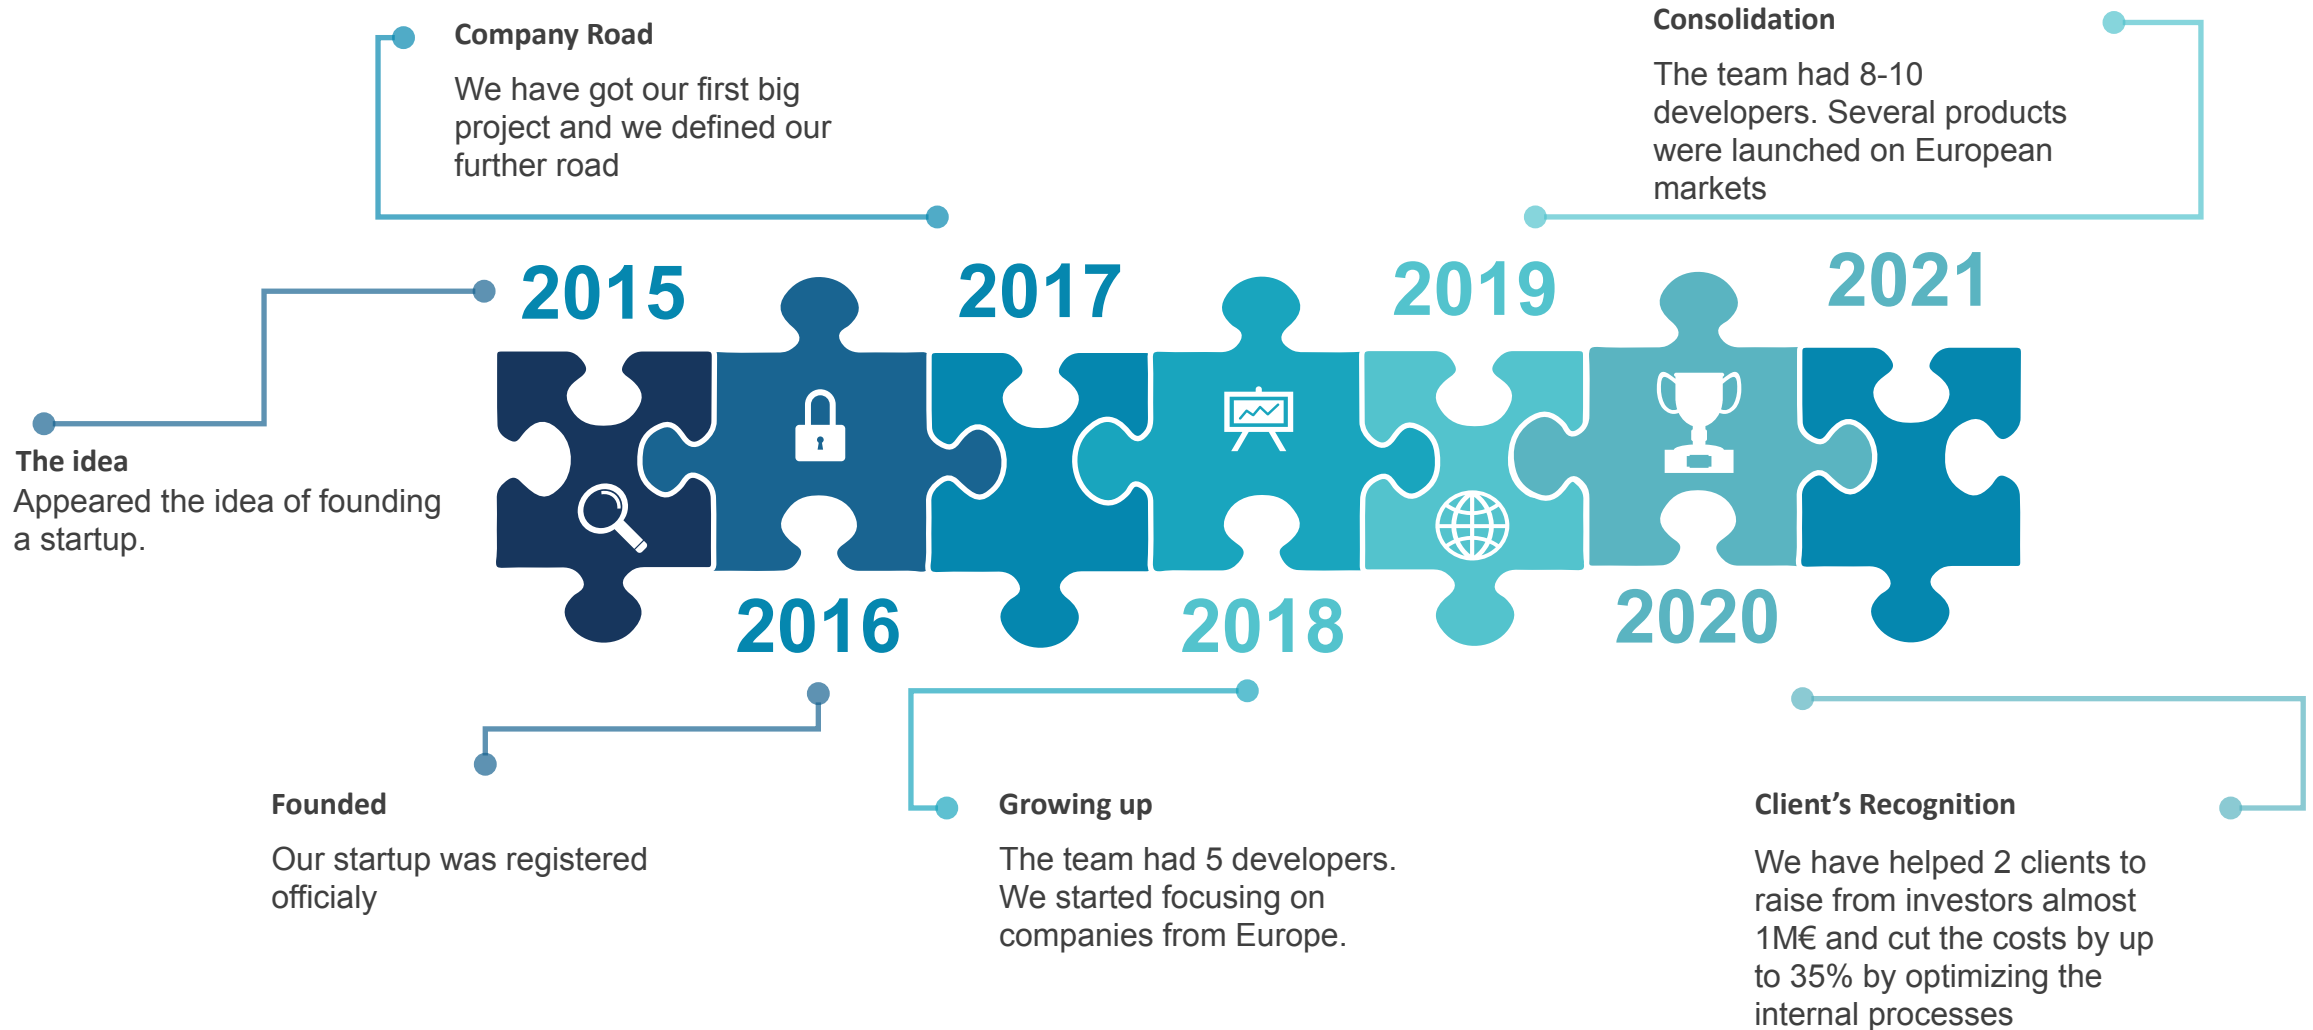 Company Road
We have got our first big
project and we defined our
further road
Consolidation
The team had 8-10
developers. Several products
were launched on European
markets
2015
2017
2019
2021
The idea
Appeared the idea of founding
a startup.
2016
2018
2020
Founded
Our startup was registered
officialy
Growing up
The team had 5 developers.
We started focusing on
companies from Europe.
Client’s Recognition
We have helped 2 clients to
raise from investors almost
1M€ and cut the costs by up
to 35% by optimizing the
internal processes